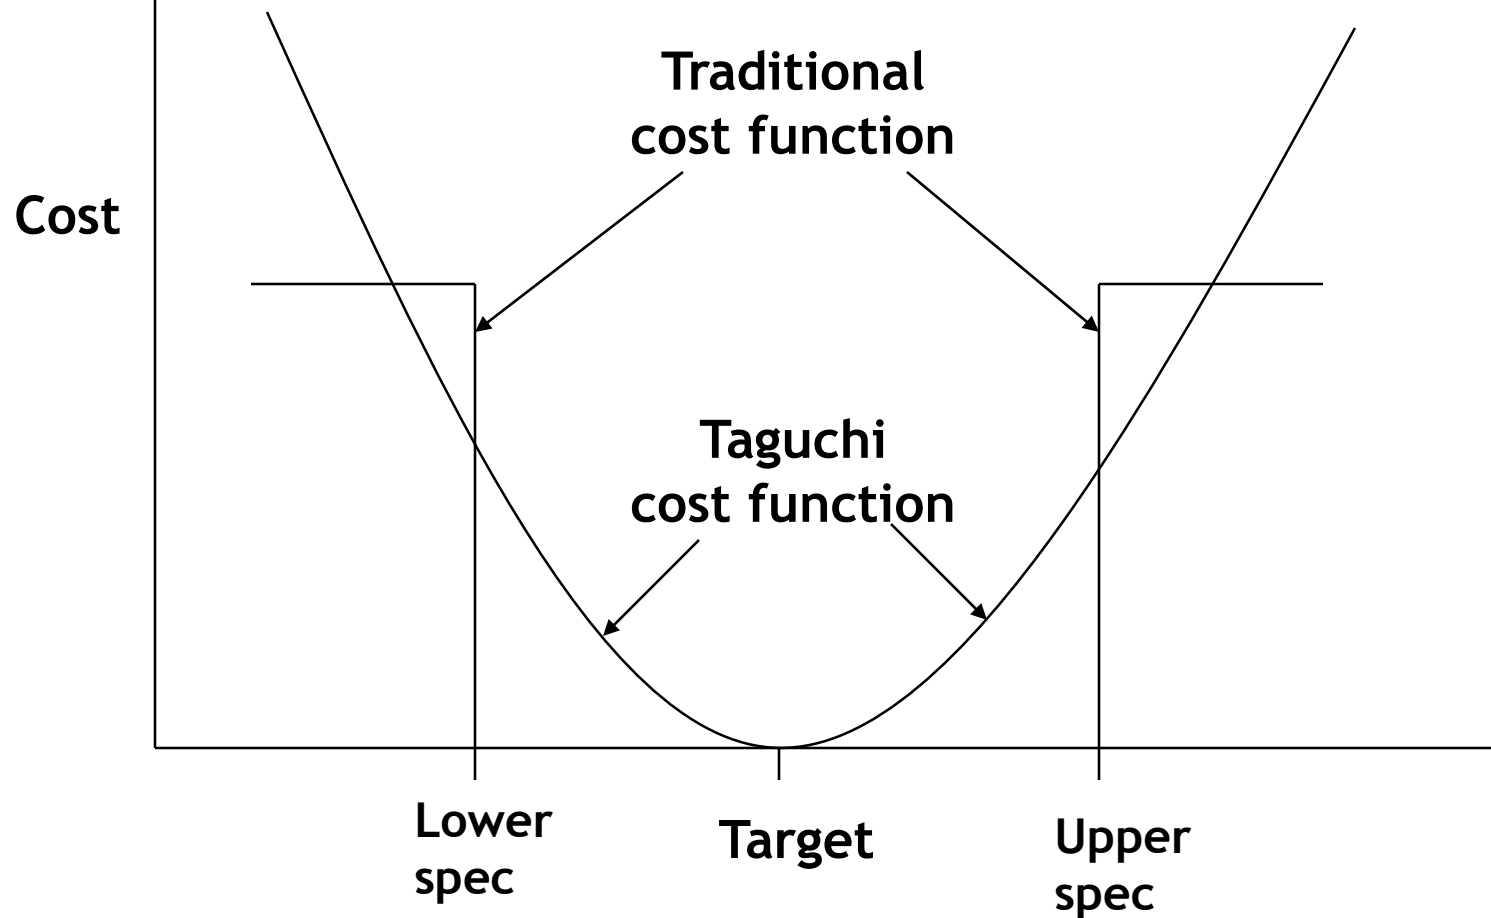 Traditional
cost function
Cost
Taguchi
cost function
Lower
spec
Target
Upper
spec